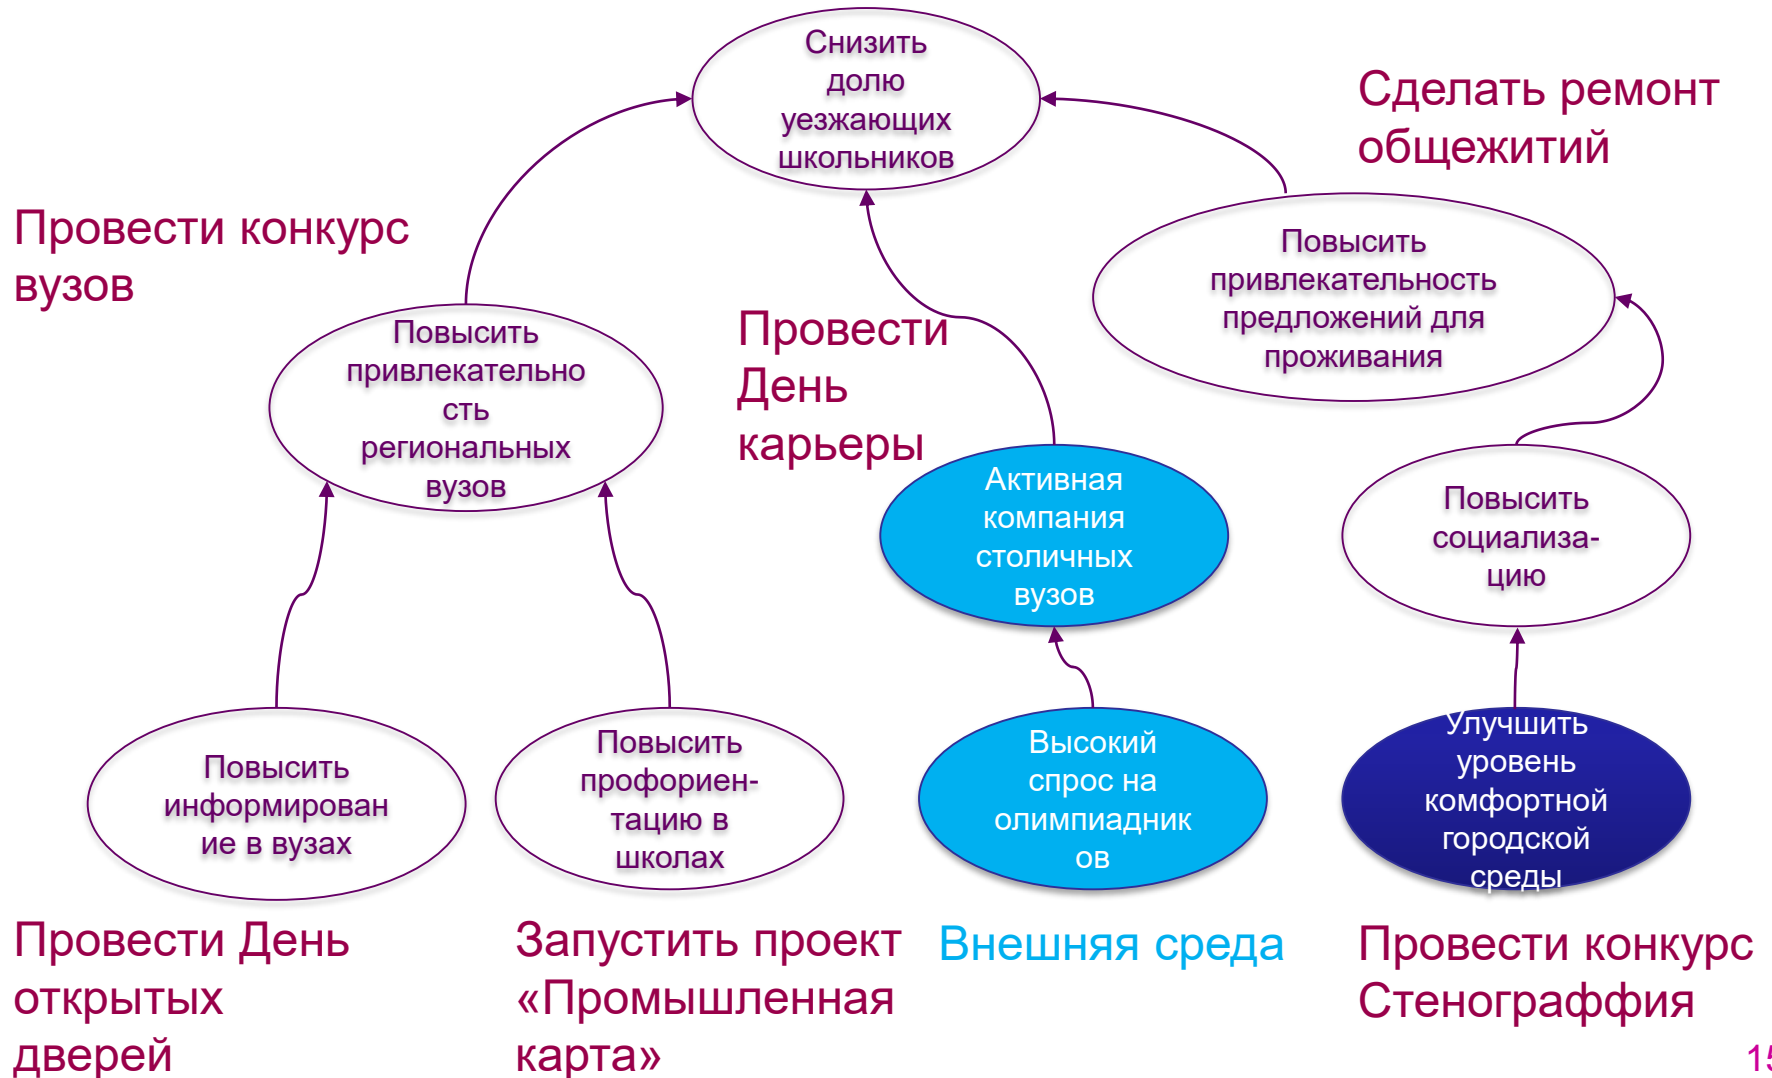 Снизить
долю
уезжающих
школьников
Сделать ремонт
общежитий
Провести конкурс
вузов
Повысить
привлекательность
предложений для
проживания
Повысить
привлекательно
сть
региональных
вузов
Провести
День
карьеры
Активная
компания
столичных
вузов
Повысить
социализа-
цию
Повысить
информирован
ие в вузах
Повысить
профориен-
тацию в
школах
Высокий
спрос на
олимпиадник
ов
Улучшить
уровень
комфортной
городской
среды
Провести День
открытых
дверей
Запустить проект
«Промышленная
карта»
Внешняя среда
Провести конкурс
Стенограффия
15